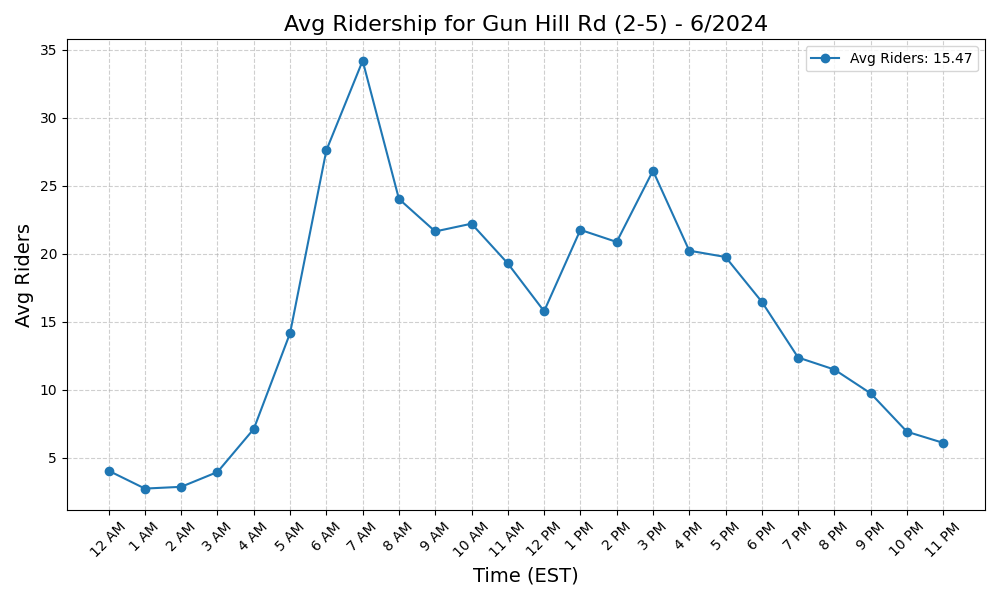 Avg Ridership for Gun Hill Rd (2-5) - 6/2024
Avg Riders: 15.47
Avg Riders
35
30
25
20
15
10
5
12 AM
1 AM
2 AM
3 AM
4 AM
5 AM
6 AM
7 AM
8 AM
9 AM
10 AM
11 AM
12 PM
1 PM
2 PM
3 PM
4 PM
5 PM
6 PM
7 PM
8 PM
9 PM
10 PM
11 PM
Time (EST)